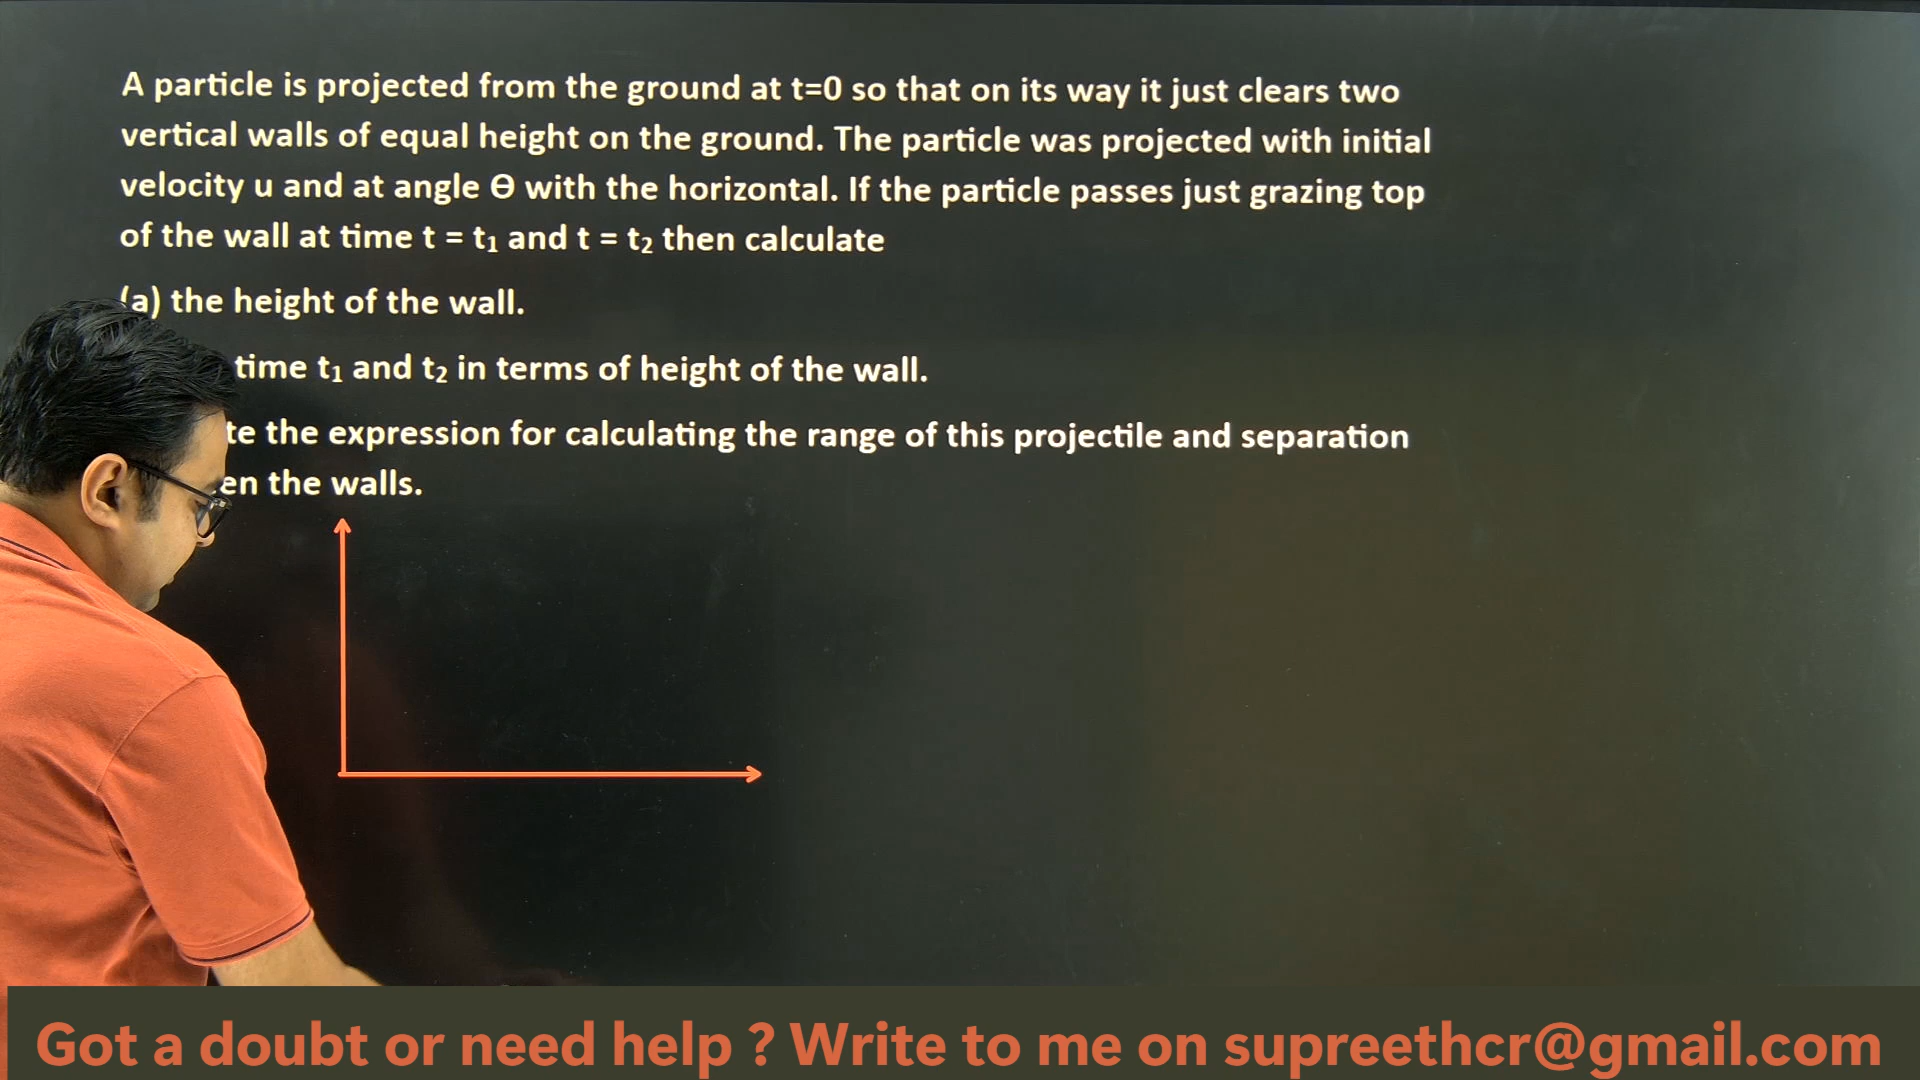 A particle is projected from the ground at t=0 so that on its way it just clears two
vertical walls of equal height on the ground. The particle was projected with initial
velocity u and at angle Ɵ with the horizontal. If the particle passes just grazing top
of the wall at time t = t₁ and t = t₂ then calculate
(a) the height of the wall.
time t₁ and t₂ in terms of height of the wall.
the expression for calculating the range of this projectile and separation
the walls.
Got a doubt or need help ? Write to me on supreethcr@gmail.com